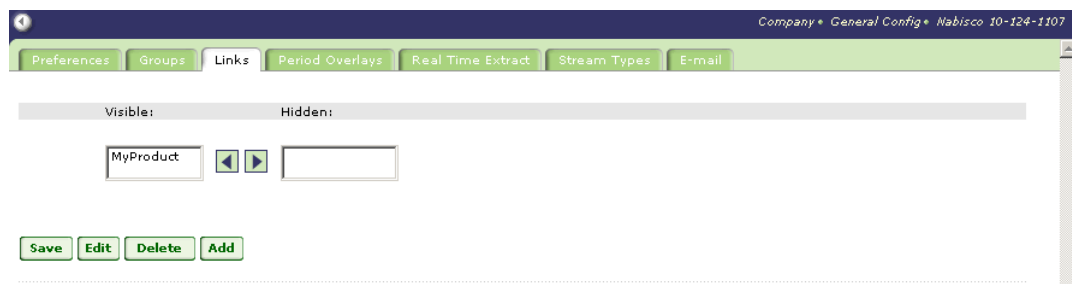 Company • General Config • Nabisco 10-124-1107
Preferences Groups Links Period Overlays Real Time Extract Stream Types E-mail
Visible: Hidden:
MyProduct
Save Edit Delete Add